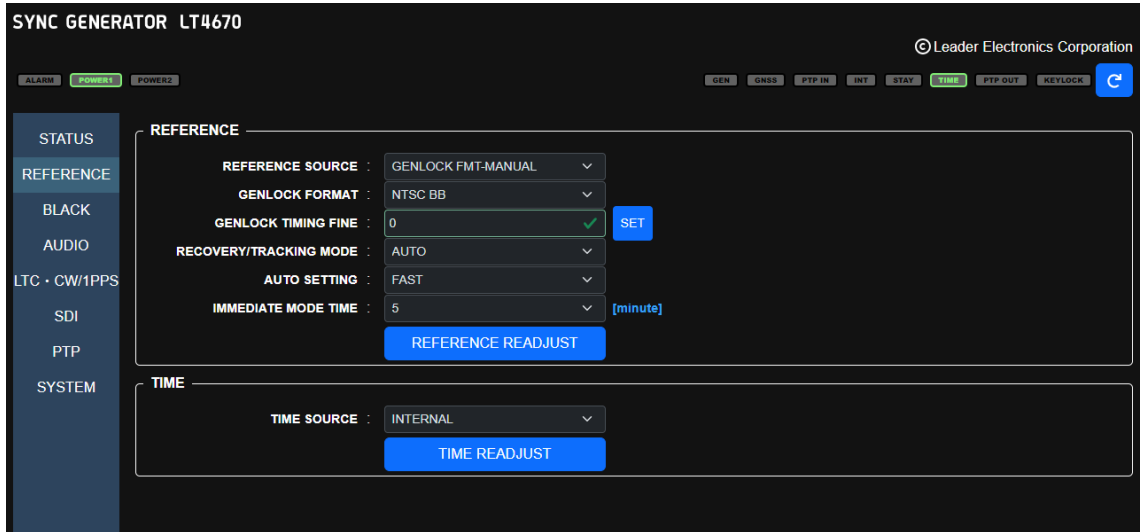 SYNC GENERATOR LT4670
© Leader Electronics Corporation
ALARM POWER1 POWER2 GEN GNSS PTP IN INT STAY TIME PTP OUT KEYLOCK
STATUS
REFERENCE
BLACK
AUDIO
LTC・CW/1PPS
SDI
PTP
SYSTEM
REFERENCE
REFERENCE SOURCE : GENLOCK FMT-MANUAL
GENLOCK FORMAT : NTSC BB
GENLOCK TIMING FINE : 0 SET
RECOVERY/TRACKING MODE : AUTO
AUTO SETTING : FAST
IMMEDIATE MODE TIME : 5 [minute]
REFERENCE READJUST
TIME
TIME SOURCE : INTERNAL
TIME READJUST